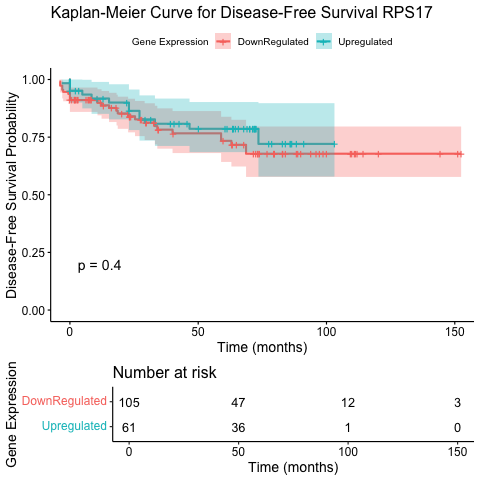 Kaplan-Meier Curve for Disease-Free Survival RPS17
Gene Expression DownRegulated Upregulated
Disease-Free Survival Probability
1.00
0.75
0.50
0.25
0.00
p = 0.4
0 50 100 150
Time (months)
Number at risk
Gene Expression
DownRegulated 105 47 12 3
Upregulated 61 36 1 0
0 50 100 150
Time (months)